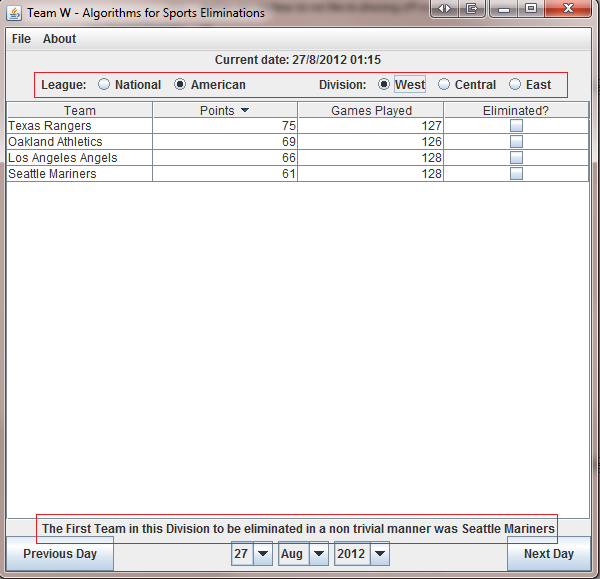 Team W - Algorithms for Sports Eliminations
File About
Current date: 27/8/2012 01:15
League: National American Division: West Central East
Team Points Games Played Eliminated?
Texas Rangers 75 127
Oakland Athletics 69 126
Los Angeles Angels 66 128
Seattle Mariners 61 128
The First Team in this Division to be eliminated in a non trivial manner was Seattle Mariners
Previous Day 27 Aug 2012 Next Day